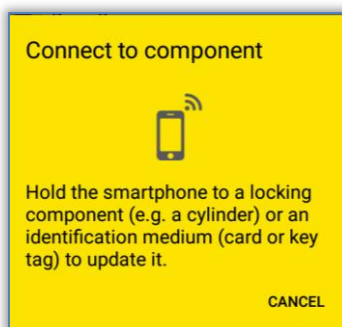 Connect to component
Hold the smartphone to a locking
component (e.g. a cylinder) or an
identification medium (card or key
tag) to update it.
CANCEL